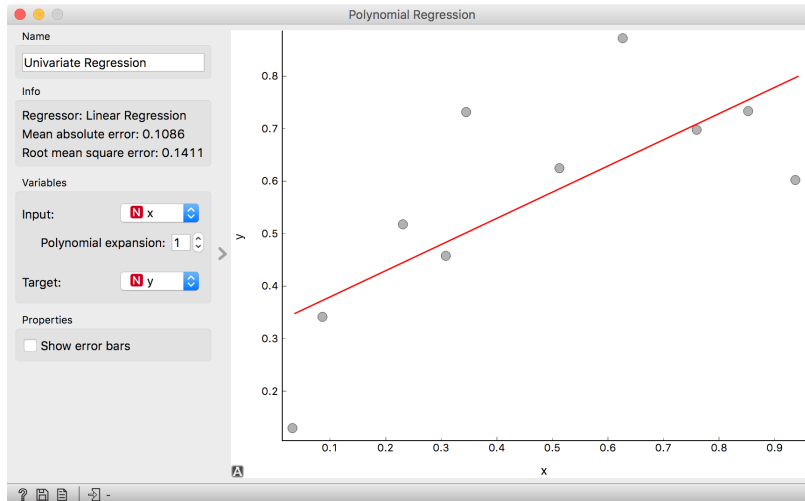 Polynomial Regression
Name
Univariate Regression
Info
Regressor: Linear Regression
Mean absolute error: 0.1086
Root mean square error: 0.1411
Variables
Input: N x
Polynomial expansion: 1
Target: N y
Properties
Show error bars
y
0.8
0.7
0.6
0.5
0.4
0.3
0.2
0.1 0.2 0.3 0.4 0.5 0.6 0.7 0.8 0.9
x
A
? -